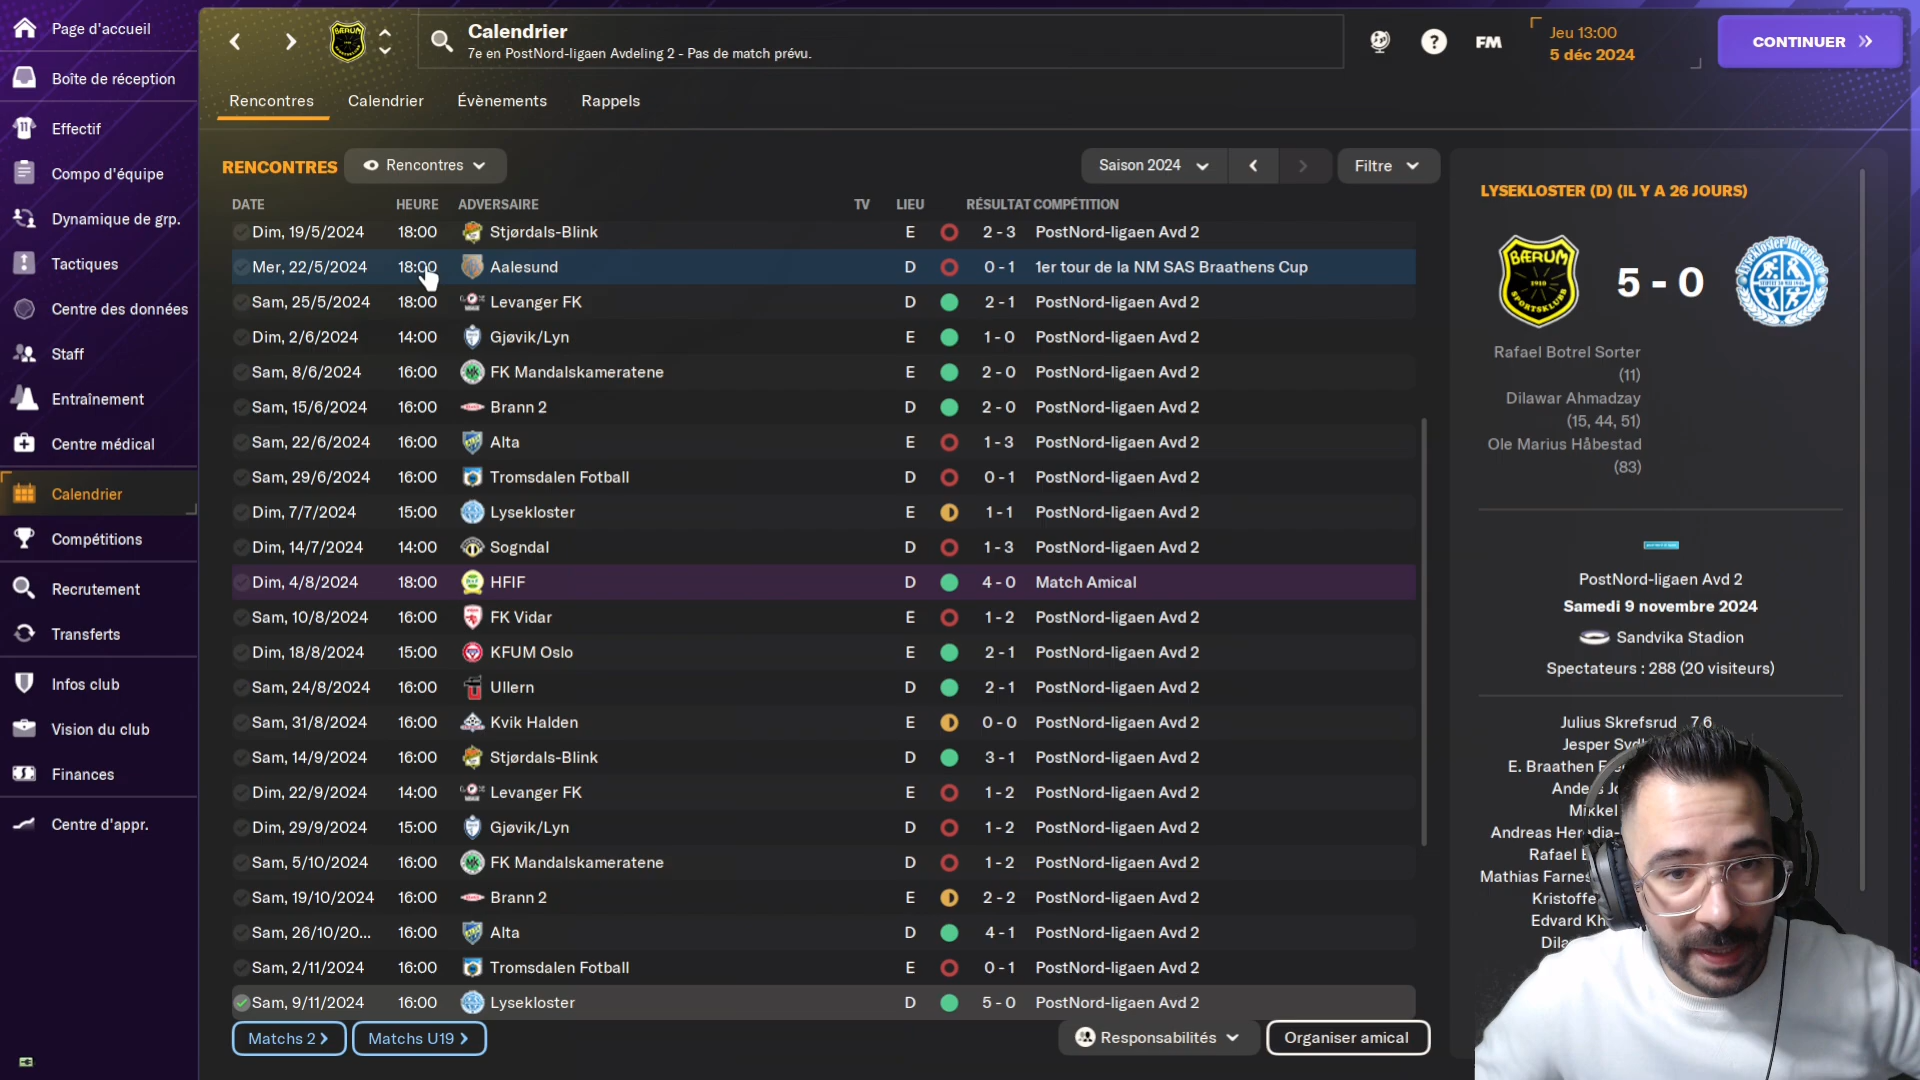 Page d'accueil
Boîte de réception
Effectif
Compo d'équipe
Dynamique de grp.
Tactiques
Centre des données
Staff
Entraînement
Centre médical
Calendrier
Compétitions
Recrutement
Transferts
Infos club
Vision du club
Finances
Centre d'appr.
Calendrier
7e en PostNord-ligaen Avdeling 2 - Pas de match prévu.
FM
Jeu 13:00
5 déc 2024
CONTINUER
Rencontres Calendrier Évènements Rappels
RENCONTRES Rencontres Saison 2024 Filtre
DATE HEURE ADVERSAIRE TV LIEU RÉSULTAT COMPÉTITION
Dim, 19/5/2024 18:00 Stjørdals-Blink E 2 - 3 PostNord-ligaen Avd 2
Mer, 22/5/2024 18:00 Aalesund D 0 - 1 1er tour de la NM SAS Braathens Cup
Sam, 25/5/2024 18:00 Levanger FK D 2 - 1 PostNord-ligaen Avd 2
Dim, 2/6/2024 14:00 Gjøvik/Lyn E 1 - 0 PostNord-ligaen Avd 2
Sam, 8/6/2024 16:00 FK Mandalskameratene E 2 - 0 PostNord-ligaen Avd 2
Sam, 15/6/2024 16:00 Brann 2 D 2 - 0 PostNord-ligaen Avd 2
Sam, 22/6/2024 16:00 Alta E 1 - 3 PostNord-ligaen Avd 2
Sam, 29/6/2024 16:00 Tromsdalen Fotball D 0 - 1 PostNord-ligaen Avd 2
Dim, 7/7/2024 15:00 Lysekloster E 1 - 1 PostNord-ligaen Avd 2
Dim, 14/7/2024 14:00 Sogndal D 1 - 3 PostNord-ligaen Avd 2
Dim, 4/8/2024 18:00 HFIF D 4 - 0 Match Amical
Sam, 10/8/2024 16:00 FK Vidar E 1 - 2 PostNord-ligaen Avd 2
Dim, 18/8/2024 15:00 KFUM Oslo E 2 - 1 PostNord-ligaen Avd 2
Sam, 24/8/2024 16:00 Ullern D 2 - 1 PostNord-ligaen Avd 2
Sam, 31/8/2024 16:00 Kvik Halden E 0 - 0 PostNord-ligaen Avd 2
Sam, 14/9/2024 16:00 Stjørdals-Blink D 3 - 1 PostNord-ligaen Avd 2
Dim, 22/9/2024 14:00 Levanger FK E 1 - 2 PostNord-ligaen Avd 2
Dim, 29/9/2024 15:00 Gjøvik/Lyn D 1 - 2 PostNord-ligaen Avd 2
Sam, 5/10/2024 16:00 FK Mandalskameratene D 1 - 2 PostNord-ligaen Avd 2
Sam, 19/10/2024 16:00 Brann 2 E 2 - 2 PostNord-ligaen Avd 2
Sam, 26/10/20... 16:00 Alta D 4 - 1 PostNord-ligaen Avd 2
Sam, 2/11/2024 16:00 Tromsdalen Fotball E 0 - 1 PostNord-ligaen Avd 2
Sam, 9/11/2024 16:00 Lysekloster D 5 - 0 PostNord-ligaen Avd 2
Matchs 2 Matchs U19 Responsabilités Organiser amical
LYSEKLOSTER (D) (IL Y A 26 JOURS)
BÆRUM
1910
SPORTSKLUBB
5 - 0
Rafael Botrel Sorter
(11)
Dilawar Ahmadzay
(15, 44, 51)
Ole Marius Håbestad
(83)
PostNord-ligaen Avd 2
Samedi 9 novembre 2024
Sandvika Stadion
Spectateurs : 288 (20 visiteurs)
Julius Skrefsrud 7.6
Jesper
E. Braathen
Mikkel
Andreas
Rafael
Mathias
Edvard